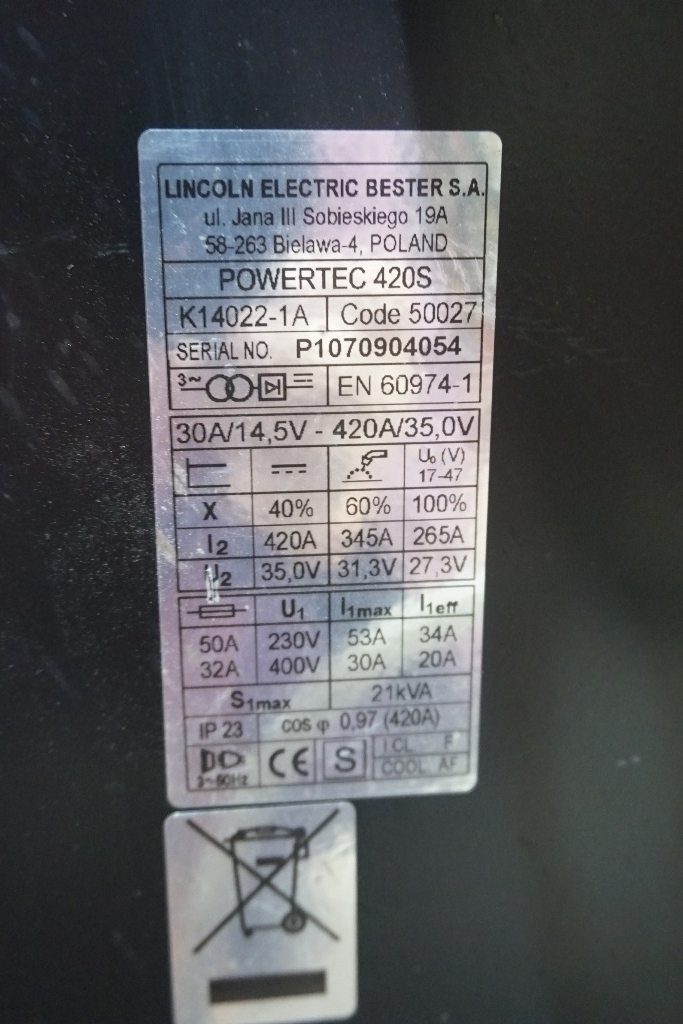 LINCOLN ELECTRIC BESTER S.A.
ul. Jana III Sobieskiego 19A
58-263 Bielawa-4, POLAND
POWERTEC 420S
K14022-1A Code 50027
SERIAL NO. P1070904054
3~ EN 60974-1
30A/14,5V - 420A/35,0V
U₀ (V)
17-47
X 40% 60% 100%
I₂ 420A 345A 265A
U₂ 35,0V 31,3V 27,3V
U₁ I₁max I₁eff
50A 230V 53A 34A
32A 400V 30A 20A
S₁max 21kVA
IP 23 cos φ 0,97 (420A)
3~50Hz CE S I CL F
COOL AF